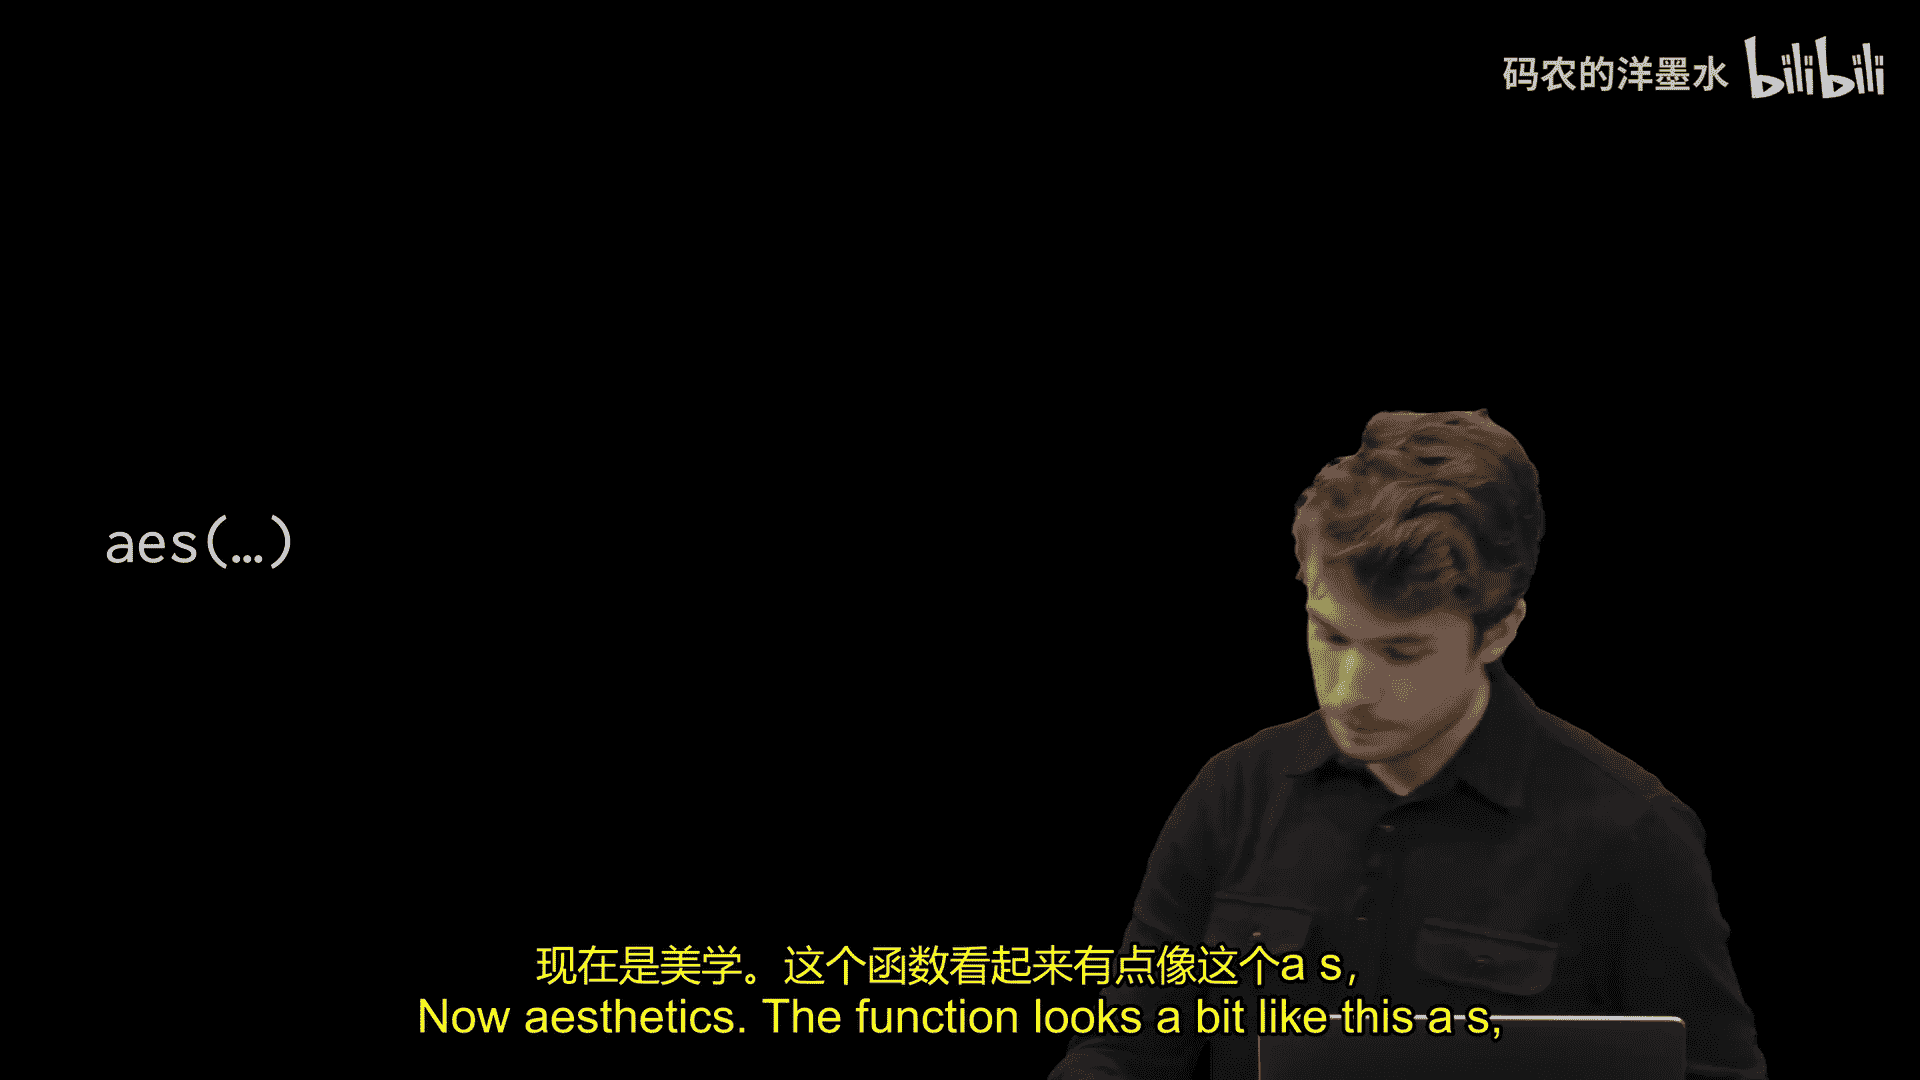 码农的洋墨水 bilibili
aes(…)
现在是美学。这个函数看起来有点像这个a s,
Now aesthetics. The function looks a bit like this a s,